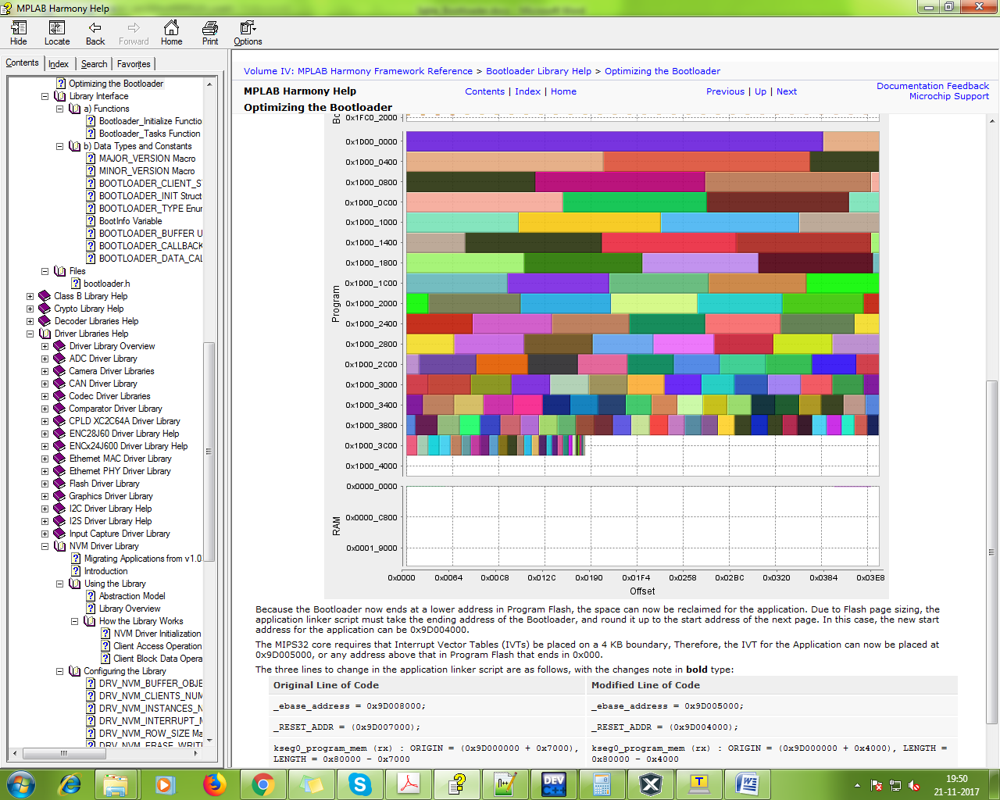 MPLAB Harmony Help
Hide
Locate
Back
Forward
Home
Print
Options
Contents
Index
Search
Favorites
Optimizing the Bootloader
Library Interface
a) Functions
Bootloader_Initialize Functio
Bootloader_Tasks Function
b) Data Types and Constants
MAJOR_VERSION Macro
MINOR_VERSION Macro
BOOTLOADER_CLIENT_S
BOOTLOADER_INIT Struct
BOOTLOADER_TYPE Enur
BootInfo Variable
BOOTLOADER_BUFFER U
BOOTLOADER_CALLBACK
BOOTLOADER_DATA_CAL
Files
bootloader.h
Class B Library Help
Crypto Library Help
Decoder Libraries Help
Driver Libraries Help
Driver Library Overview
ADC Driver Library
Camera Driver Libraries
CAN Driver Library
Codec Driver Libraries
Comparator Driver Library
CPLD XC2C64A Driver Library
ENC28J60 Driver Library Help
ENCx24J600 Driver Library Help
Ethernet MAC Driver Library
Ethernet PHY Driver Library
Flash Driver Library
Graphics Driver Library
I2C Driver Library Help
I2S Driver Library Help
Input Capture Driver Library
NVM Driver Library
Migrating Applications from v1.0
Introduction
Using the Library
Abstraction Model
Library Overview
How the Library Works
NVM Driver Initialization
Client Access Operation
Client Block Data Opera
Configuring the Library
DRV_NVM_BUFFER_OBJE
DRV_NVM_CLIENTS_NUM
DRV_NVM_INSTANCES_N
DRV_NVM_INTERRUPT_M
DRV_NVM_ROW_SIZE Ma
DRV_NVM_ERASE_WRITE
Volume IV: MPLAB Harmony Framework Reference > Bootloader Library Help > Optimizing the Bootloader
MPLAB Harmony Help
Contents | Index | Home
Previous | Up | Next
Documentation Feedback
Microchip Support
Optimizing the Bootloader
Bo
0x1FC0_2000
Program
0x1D00_0000
0x1D00_0400
0x1D00_0800
0x1D00_0C00
0x1D00_1000
0x1D00_1400
0x1D00_1800
0x1D00_1C00
0x1D00_2000
0x1D00_2400
0x1D00_2800
0x1D00_2C00
0x1D00_3000
0x1D00_3400
0x1D00_3800
0x1D00_3C00
0x1D00_4000
RAM
0x0000_0000
0x0000_C800
0x0001_9000
0x0000 0x0064 0x00C8 0x012C 0x0190 0x01F4 0x0258 0x02BC 0x0320 0x0384 0x03E8
Offset
Because the Bootloader now ends at a lower address in Program Flash, the space can now be reclaimed for the application. Due to Flash page sizing, the
application linker script must take the ending address of the Bootloader, and round it up to the start address of the next page. In this case, the new start
address for the application can be 0x9D004000.
The MIPS32 core requires that Interrupt Vector Tables (IVTs) be placed on a 4 KB boundary, Therefore, the IVT for the Application can now be placed at
0x9D005000, or any address above that in Program Flash that ends in 0x000.
The three lines to change in the application linker script are as follows, with the changes note in bold type:
Original Line of Code
Modified Line of Code
_ebase_address = 0x9D008000;
_ebase_address = 0x9D005000;
_RESET_ADDR = (0x9D007000);
_RESET_ADDR = (0x9D004000);
kseg0_program_mem (rx) : ORIGIN = (0x9D000000 + 0x7000),
LENGTH = 0x80000 - 0x7000
kseg0_program_mem (rx) : ORIGIN = (0x9D000000 + 0x4000), LENGTH =
0x80000 - 0x4000
DEV
C++
19:50
21-11-2017